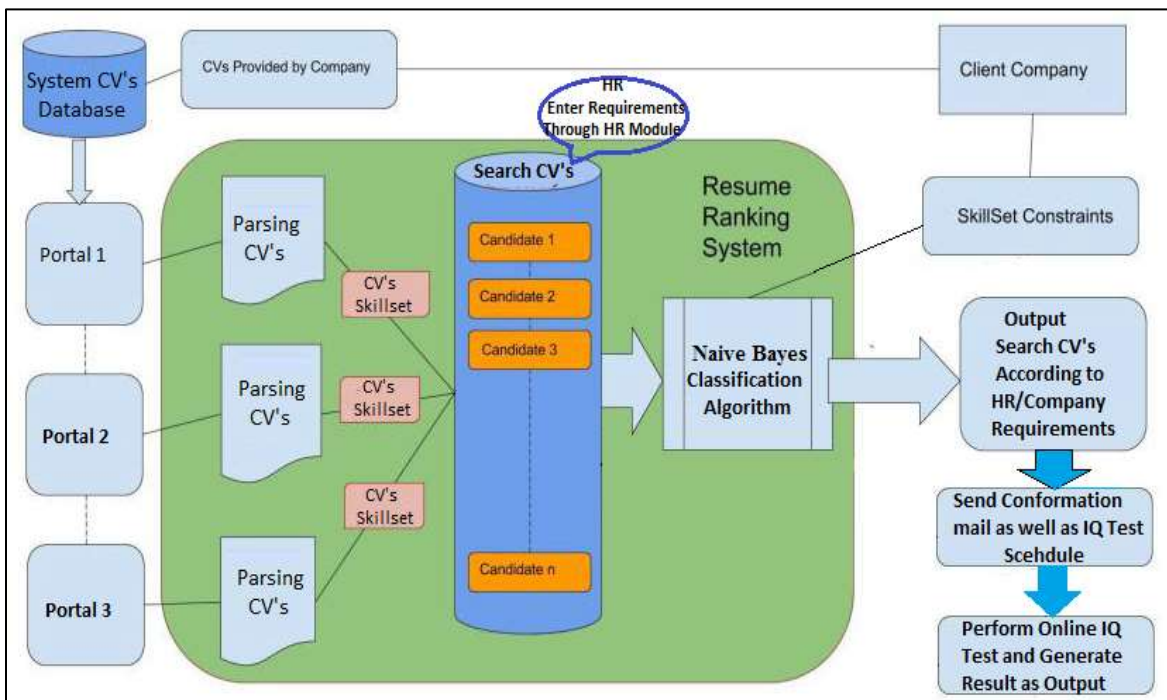 System CV's
Database
CVs Provided by Company
Client Company
HR
Enter Requirements
Through HR Module
Search CV's
Resume
Ranking
System
SkillSet Constraints
Portal 1
Parsing
CV's
CV's
Skillset
Candidate 1
Candidate 2
Candidate 3
Naive Bayes
Classification
Algorithm
Output
Search CV's
According to
HR/Company
Requirements
Portal 2
Parsing
CV's
CV's
Skillset
CV's
Skillset
Send Conformation
mail as well as IQ Test
Scehdule
Portal 3
Parsing
CV's
Candidate n
Perform Online IQ
Test and Generate
Result as Output